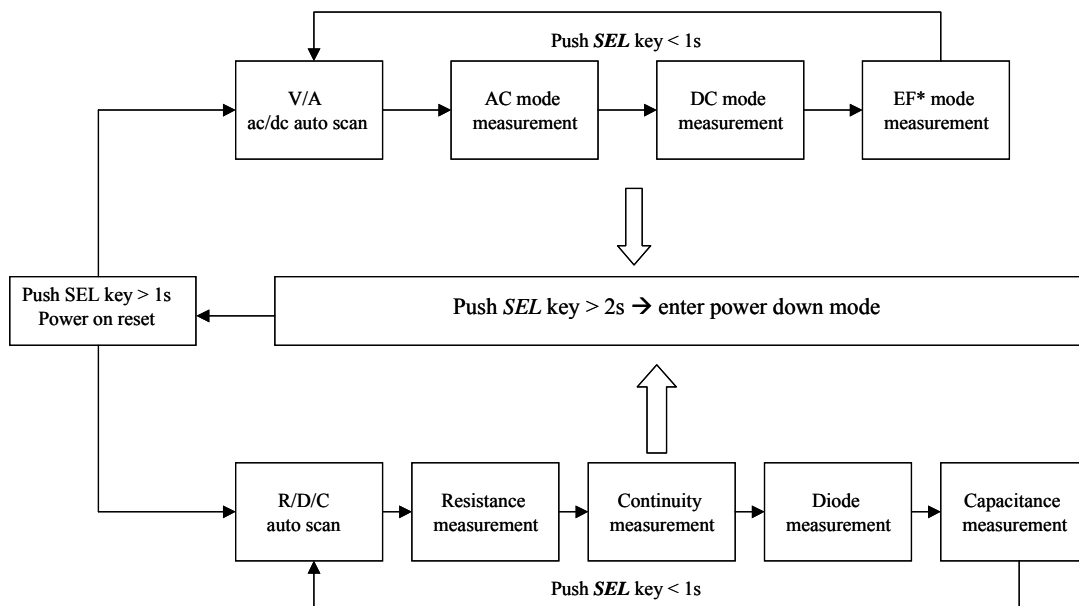 Push SEL key < 1s
V/A
ac/dc auto scan
AC mode
measurement
DC mode
measurement
EF* mode
measurement
Push SEL key > 1s
Power on reset
Push SEL key > 2s → enter power down mode
R/D/C
auto scan
Resistance
measurement
Continuity
measurement
Diode
measurement
Capacitance
measurement
Push SEL key < 1s